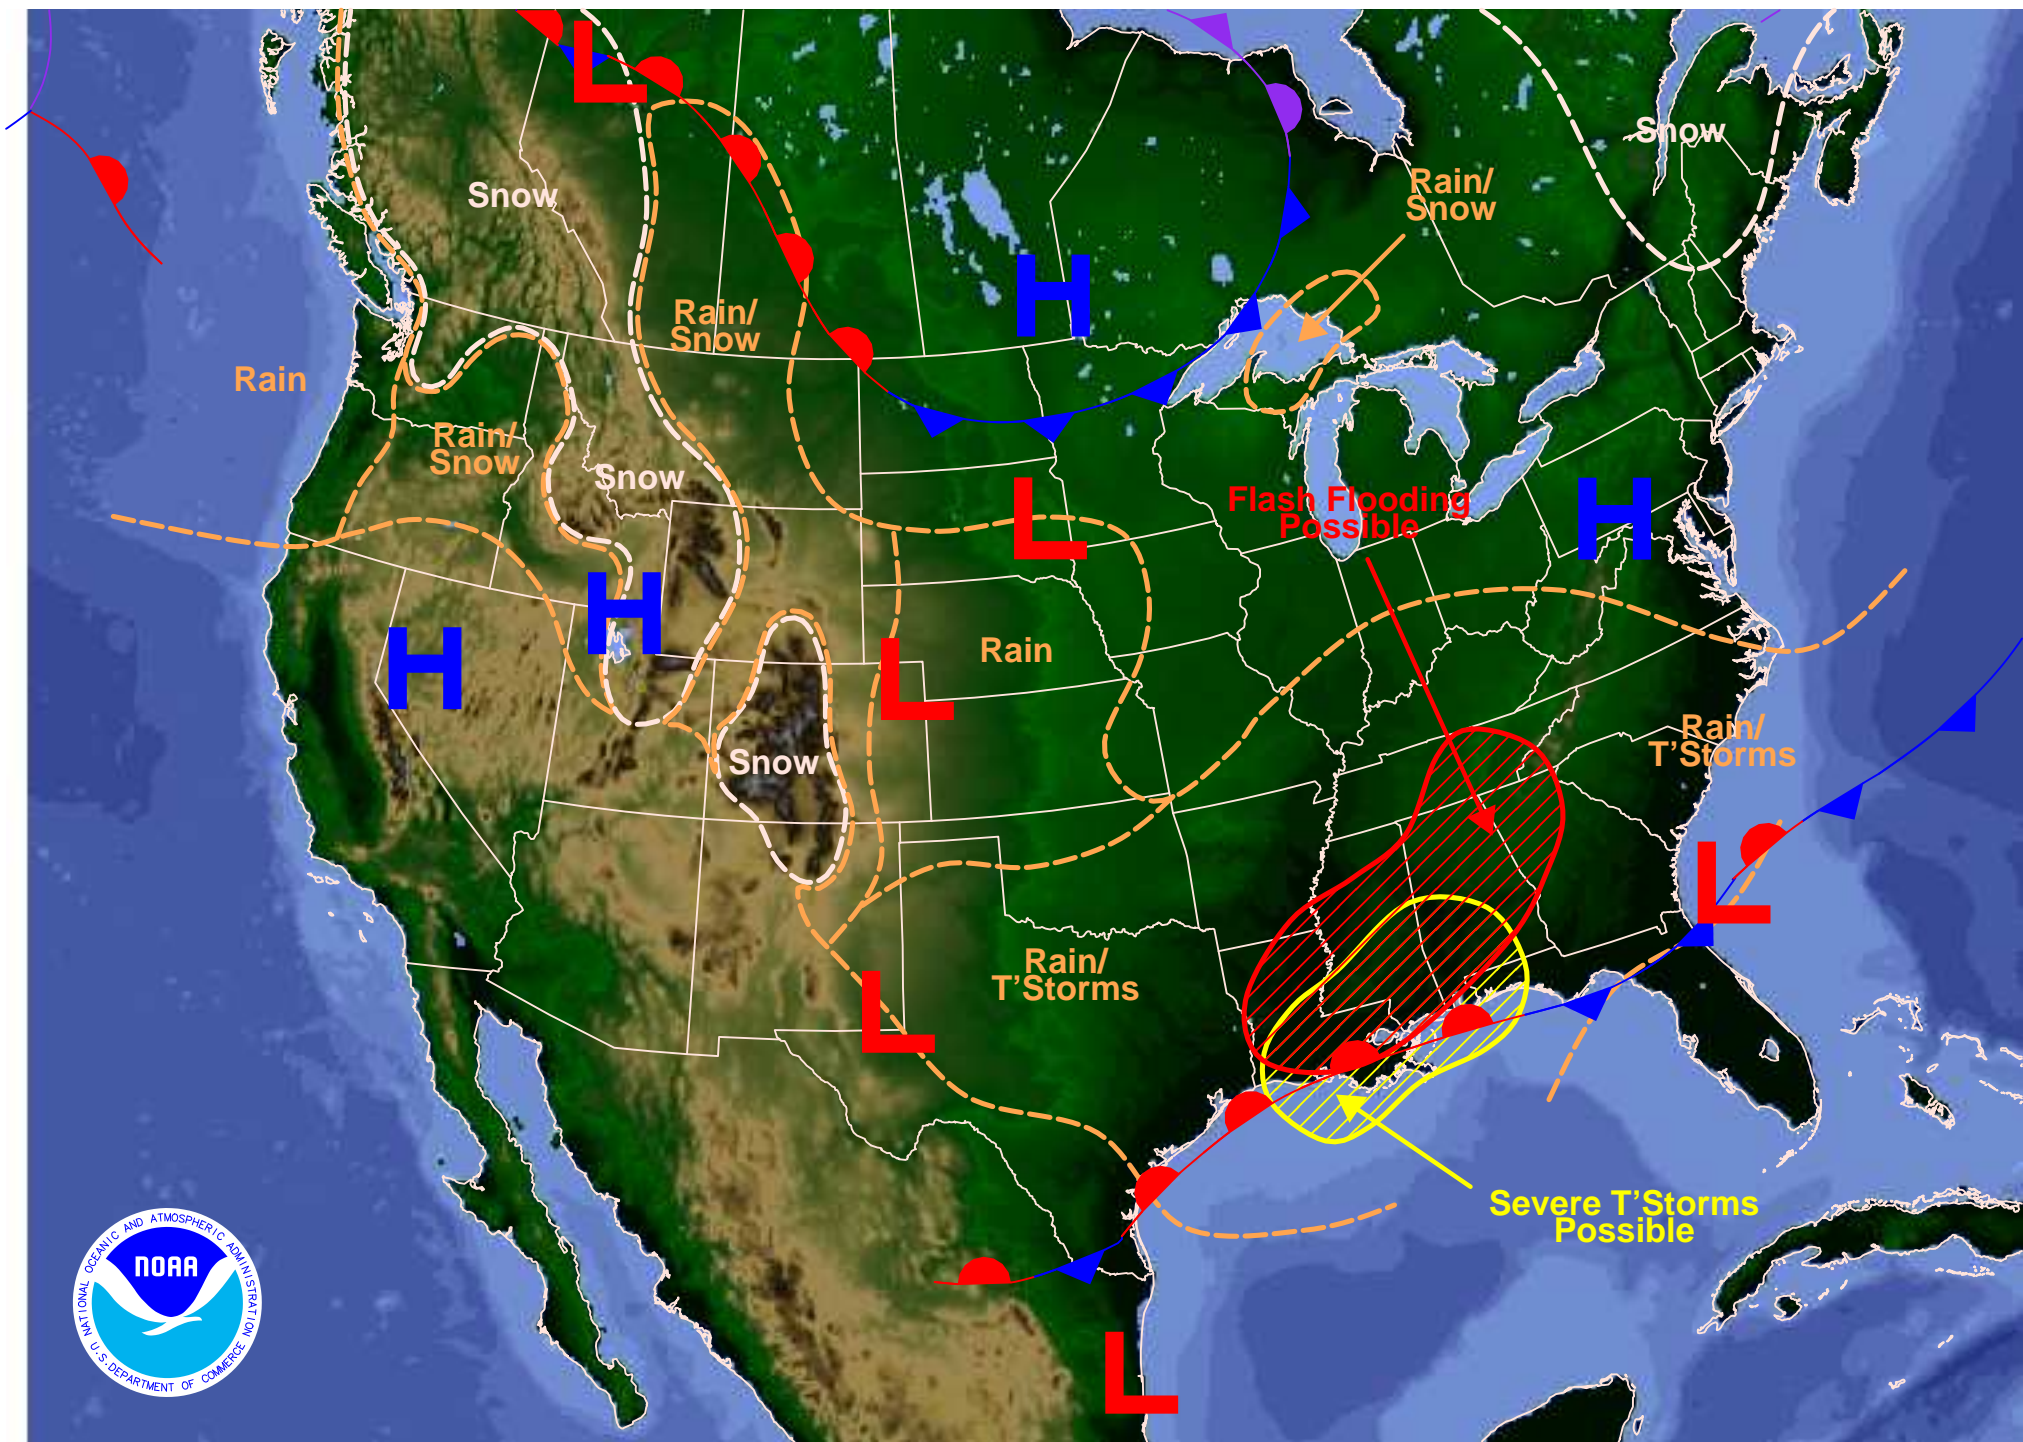 L
Snow
Snow
Rain/
Snow
H
Rain/
Snow
Rain
Rain/
Snow
Snow
L
Flash Flooding
Possible
H
H
H
L
Rain
Snow
Rain/
T'Storms
L
Rain/
T'Storms
L
Severe T'Storms
Possible
L
NATIONAL OCEANIC AND ATMOSPHERIC ADMINISTRATION
NOAA
U.S. DEPARTMENT OF COMMERCE